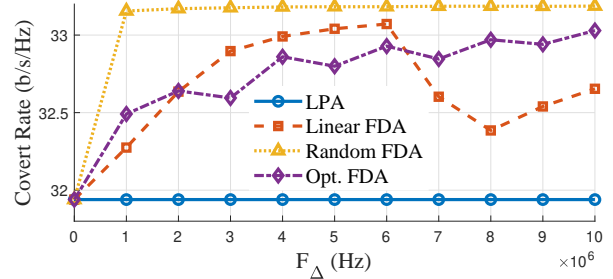 Covert Rate (b/s/Hz)
33
32.5
32
LPA
Linear FDA
Random FDA
Opt. FDA
0 1 2 3 4 5 6 7 8 9 10
F_Δ (Hz)
×10⁶